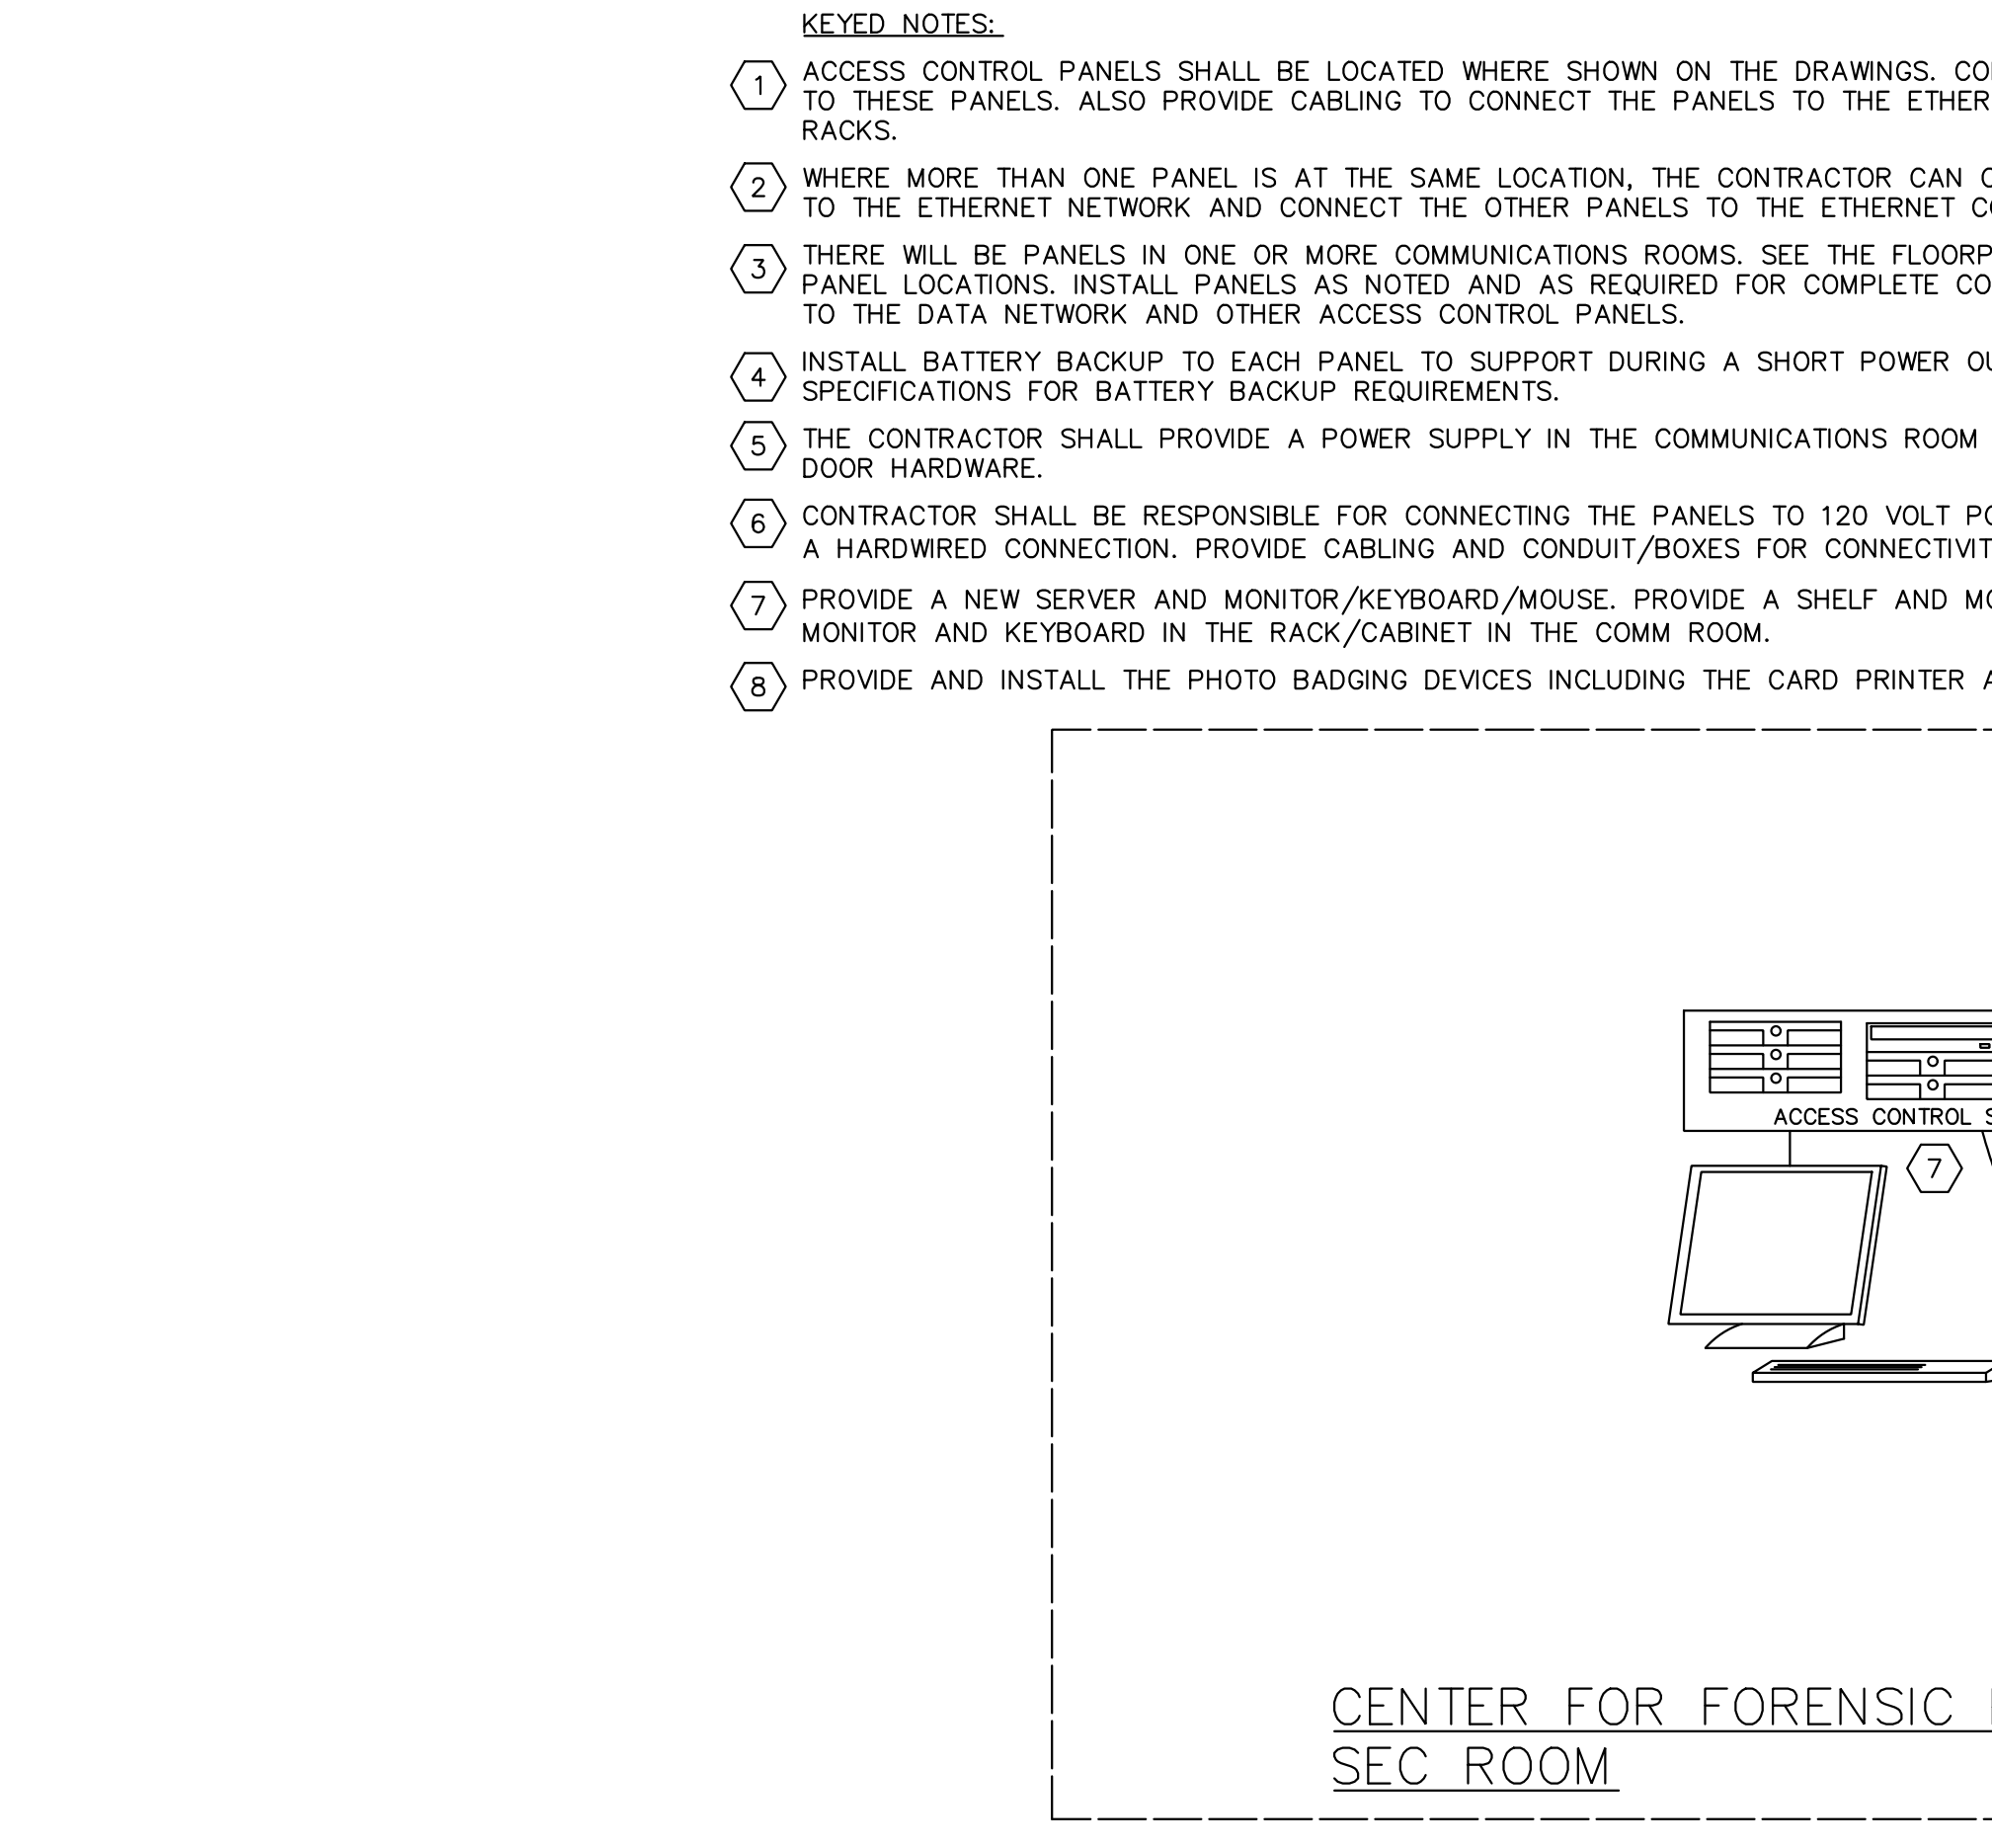 KEYED NOTES:
1 ACCESS CONTROL PANELS SHALL BE LOCATED WHERE SHOWN ON THE DRAWINGS.
TO THESE PANELS. ALSO PROVIDE CABLING TO CONNECT THE PANELS TO THE
RACKS.
2 WHERE MORE THAN ONE PANEL IS AT THE SAME LOCATION, THE CONTRACTOR CAN
TO THE ETHERNET NETWORK AND CONNECT THE OTHER PANELS TO THE ETHERNET
3 THERE WILL BE PANELS IN ONE OR MORE COMMUNICATIONS ROOMS. SEE THE
PANEL LOCATIONS. INSTALL PANELS AS NOTED AND AS REQUIRED FOR COMPLETE
TO THE DATA NETWORK AND OTHER ACCESS CONTROL PANELS.
4 INSTALL BATTERY BACKUP TO EACH PANEL TO SUPPORT DURING A SHORT POWER
SPECIFICATIONS FOR BATTERY BACKUP REQUIREMENTS.
5 THE CONTRACTOR SHALL PROVIDE A POWER SUPPLY IN THE COMMUNICATIONS ROOM
DOOR HARDWARE.
6 CONTRACTOR SHALL BE RESPONSIBLE FOR CONNECTING THE PANELS TO 120 VOLT
A HARDWIRED CONNECTION. PROVIDE CABLING AND CONDUIT/BOXES FOR
7 PROVIDE A NEW SERVER AND MONITOR/KEYBOARD/MOUSE. PROVIDE A SHELF AND
MONITOR AND KEYBOARD IN THE RACK/CABINET IN THE COMM ROOM.
8 PROVIDE AND INSTALL THE PHOTO BADGING DEVICES INCLUDING THE CARD PRINTER
ACCESS CONTROL
7
CENTER FOR FORENSIC
SEC ROOM